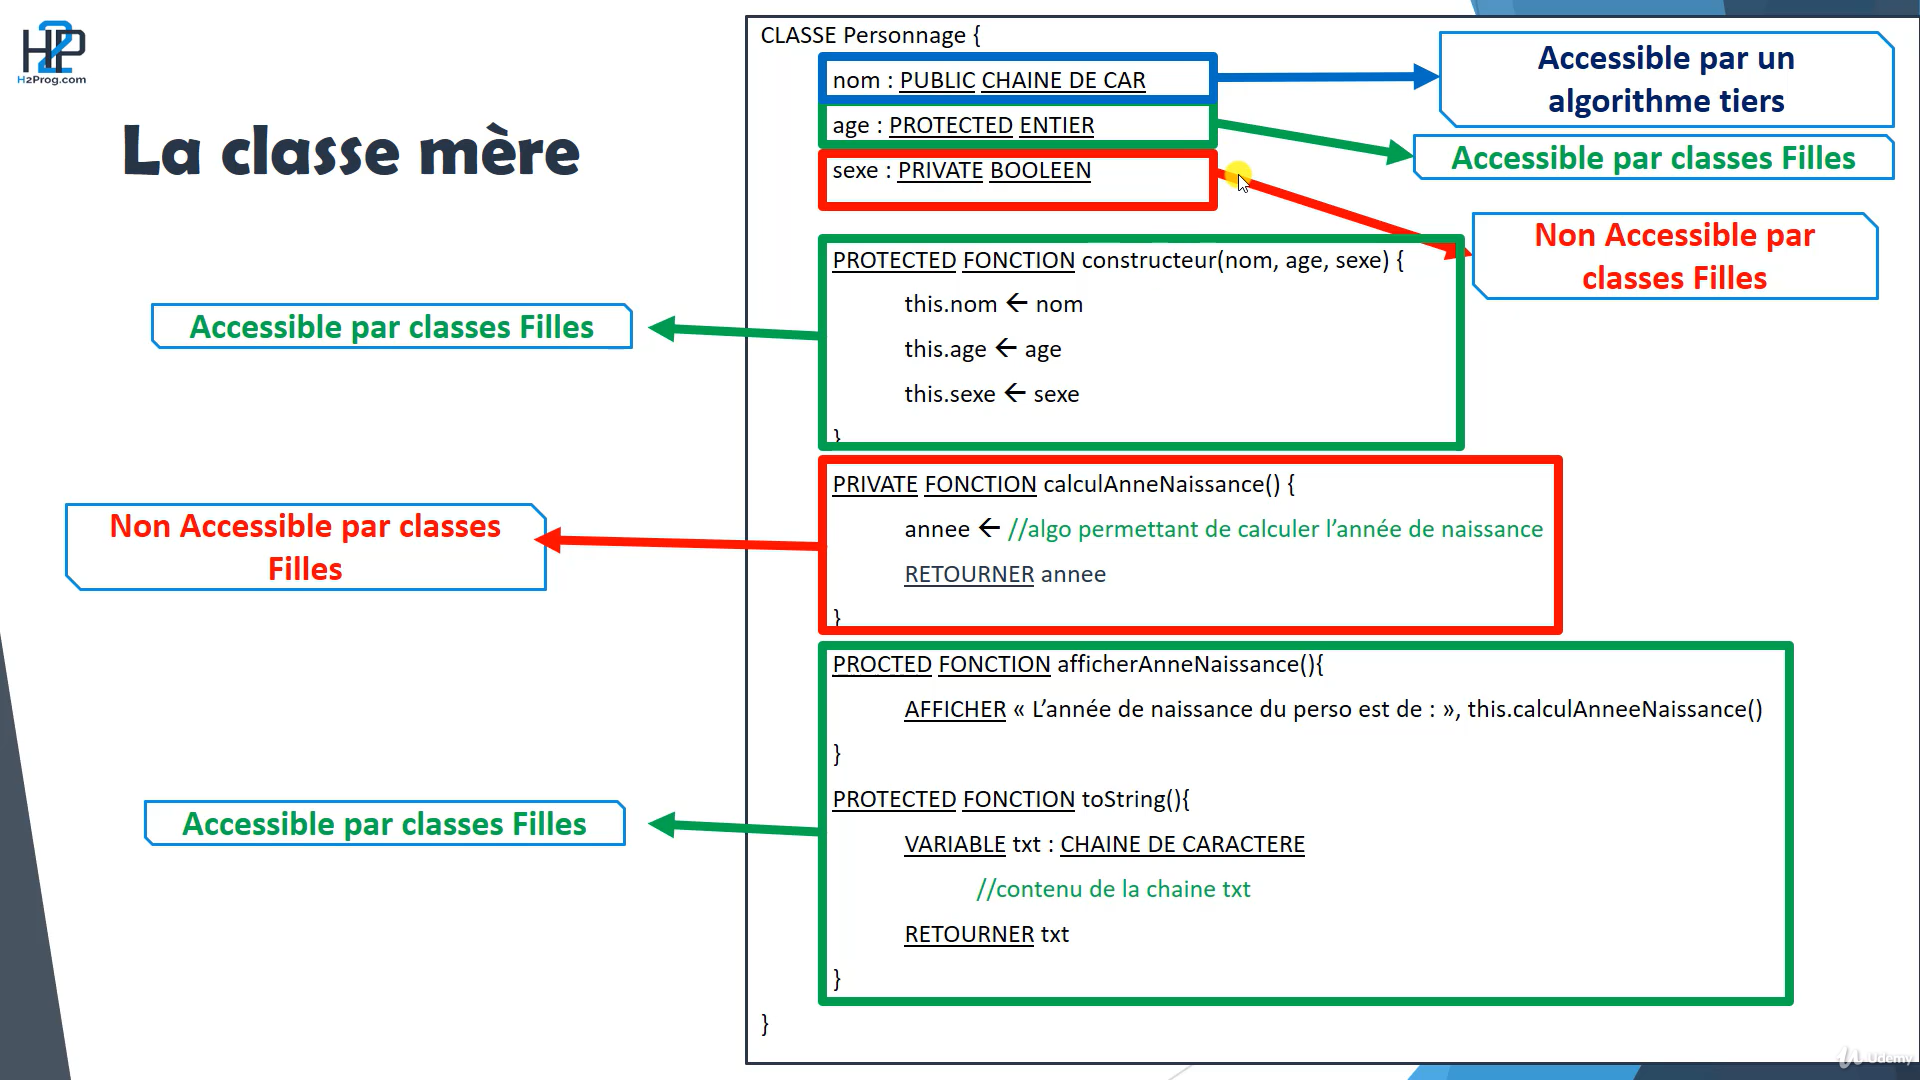 H2P
H2Prog.com
La classe mère
CLASSE Personnage {
nom : PUBLIC CHAINE DE CAR
age : PROTECTED ENTIER
sexe : PRIVATE BOOLEEN
Accessible par un
algorithme tiers
Accessible par classes Filles
Non Accessible par
classes Filles
PROTECTED FONCTION constructeur(nom, age, sexe) {
this.nom ← nom
this.age ← age
this.sexe ← sexe
}
Accessible par classes Filles
PRIVATE FONCTION calculAnneNaissance() {
annee ← //algo permettant de calculer l’année de naissance
RETOURNER annee
}
Non Accessible par classes
Filles
PROCTED FONCTION afficherAnneNaissance(){
AFFICHER « L’année de naissance du perso est de : », this.calculAnneeNaissance()
}
PROTECTED FONCTION toString(){
VARIABLE txt : CHAINE DE CARACTERE
//contenu de la chaine txt
RETOURNER txt
}
Accessible par classes Filles
}
Udemy